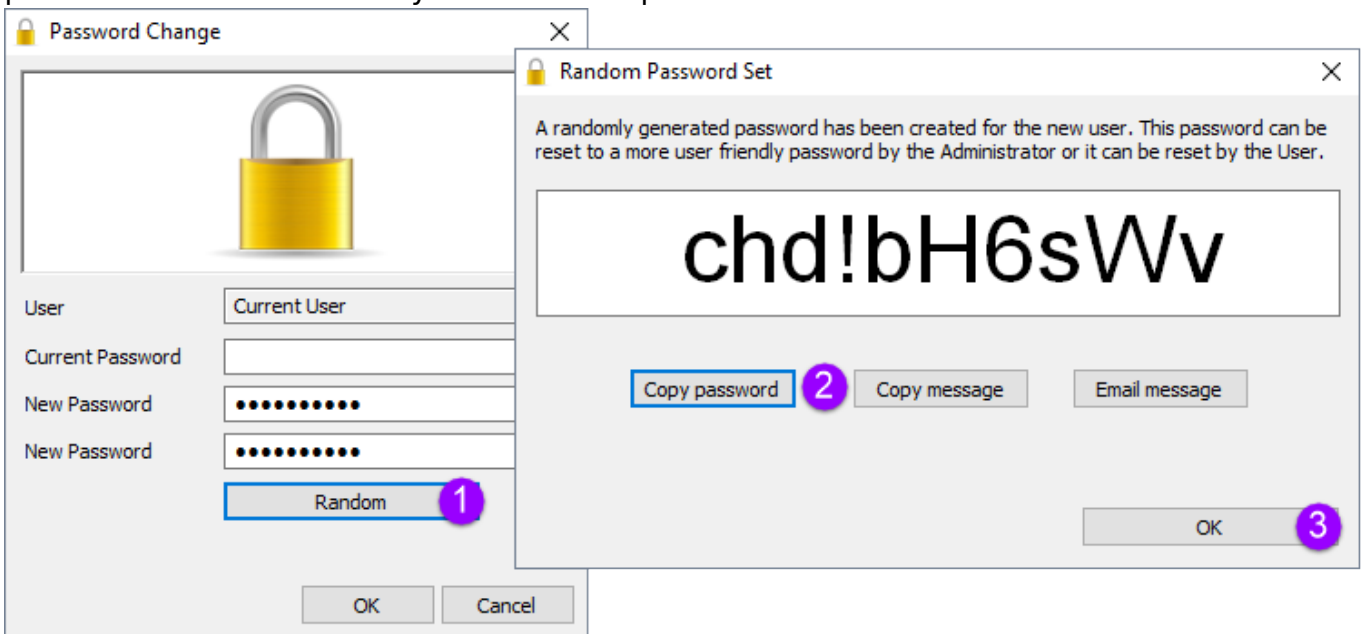 Password Change
User
Current User
Current Password
New Password
••••••••••
New Password
••••••••••
Random
1
OK
Cancel
Random Password Set
A randomly generated password has been created for the new user. This password can be
reset to a more user friendly password by the Administrator or it can be reset by the User.
chd!bH6sWv
Copy password
2
Copy message
Email message
OK
3